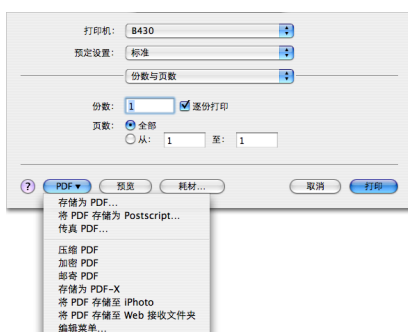 打印机: B430
预定设置: 标准
份数与页数
份数: 1 逐份打印
页数: 全部
从: 1 至: 1
? PDF▼ 预览 耗材... 取消 打印
存储为 PDF...
将 PDF 存储为 Postscript...
传真 PDF...
压缩 PDF
加密 PDF
邮寄 PDF
存储为 PDF-X
将 PDF 存储至 iPhoto
将 PDF 存储至 Web 接收文件夹
编辑菜单...